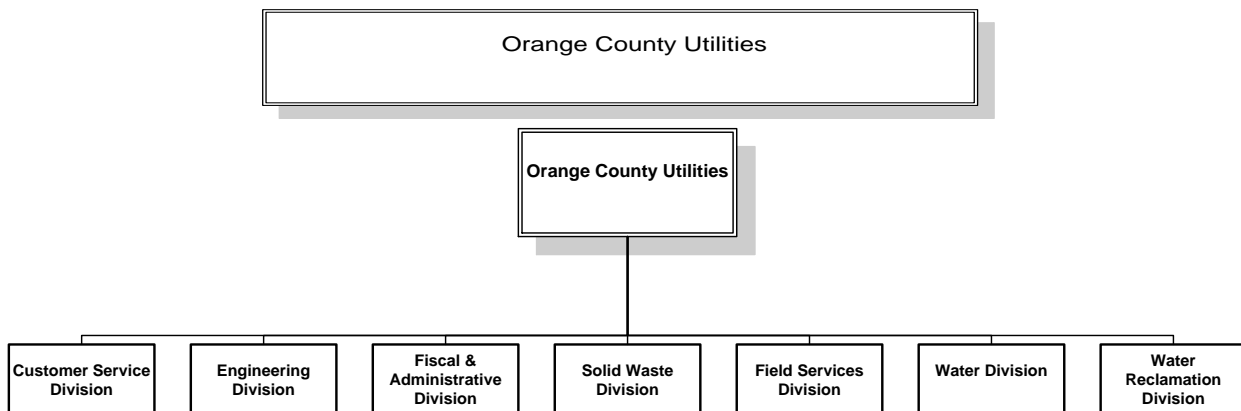 Orange County Utilities
Orange County Utilities
Customer Service
Division
Engineering
Division
Fiscal &
Administrative
Division
Solid Waste
Division
Field Services
Division
Water Division
Water
Reclamation
Division